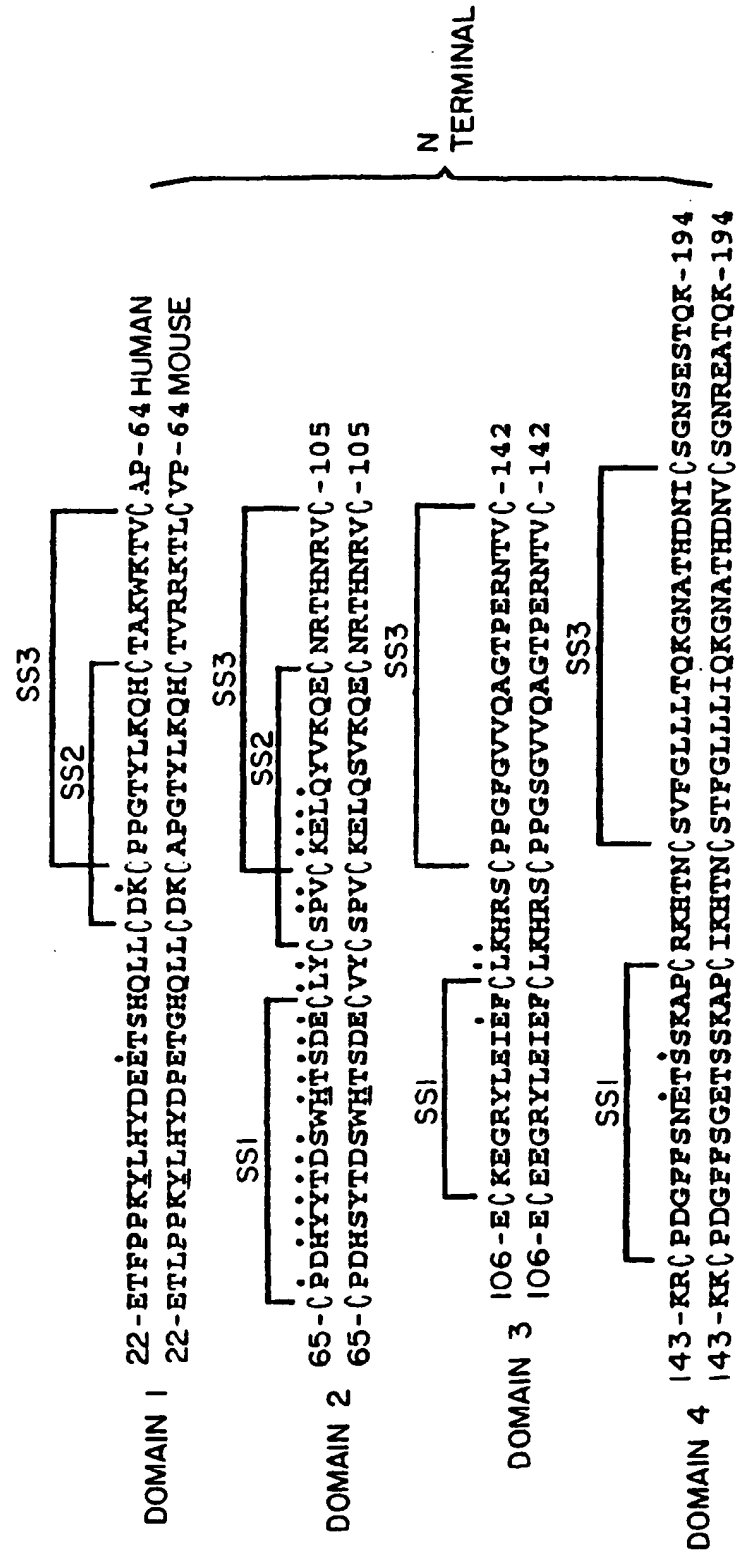 SS3
SS2
DOMAIN 1 22-ETFPPKYLHYDEETSHQLLCDKCPPGTYLKQHCTAKWKTVCAP-64 HUMAN
22-ETLPPKYLHYDPETGHQLLCDKCAPGTYLKQHCTVRRKTLCVP-64 MOUSE
SS3
SS1
SS2
DOMAIN 2 65-CPDHYYTDSWHTSDECLYCSPVCKELQYVKQECNRTHNRVC-105
65-CPDHSYTDSWHTSDECVYCSPVCKELQSVKQECNRTHNRVC-105
SS1
SS3
DOMAIN 3 106-ECKEGRYLEIEFCLKHRSCPPGFGVVQAGTPERNTVC-142
106-ECEEGRYLEIEFCLKHRSCPPGSGVVQAGTPERNTVC-142
SS1
SS3
DOMAIN 4 143-KRCPDGFFSNETSSKAPCRKHTNCSVFGLLLTQKGNATHDNICSGNSESTQK-194
143-KKCPDGFFSGETSSKAPCIKHTNCSTFGLLLIQKGNATHDNVCSGNREATQK-194
N
TERMINAL